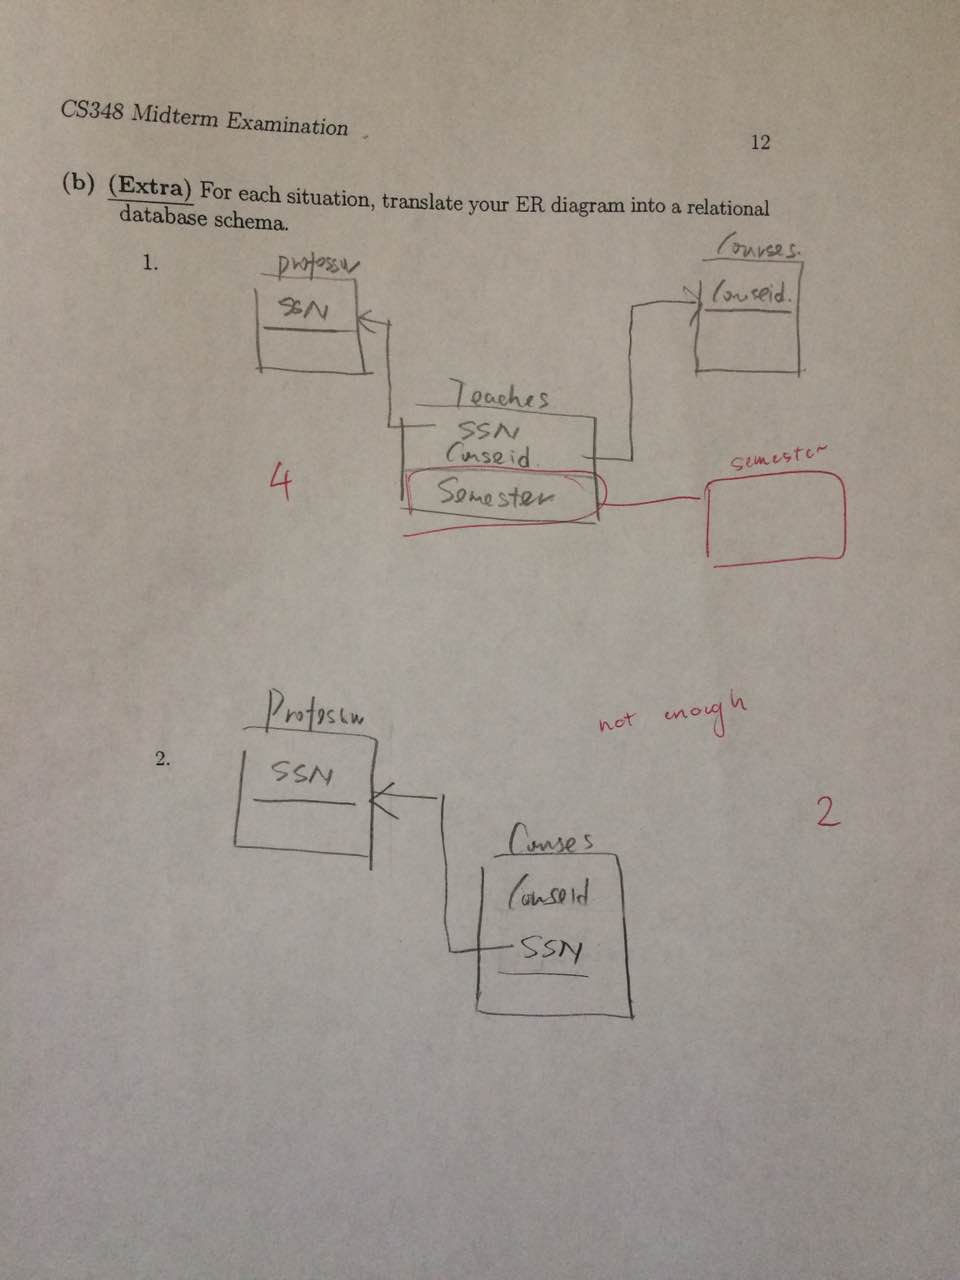 CS348 Midterm Examination
12
(b) (Extra) For each situation, translate your ER diagram into a relational
database schema.
1.
Professor
Courses.
SSN
Courseid.
Teaches
SSN
Courseid.
Semester
semester
4
Professor
not enough
2.
SSN
2
Courses
Courseid
SSN